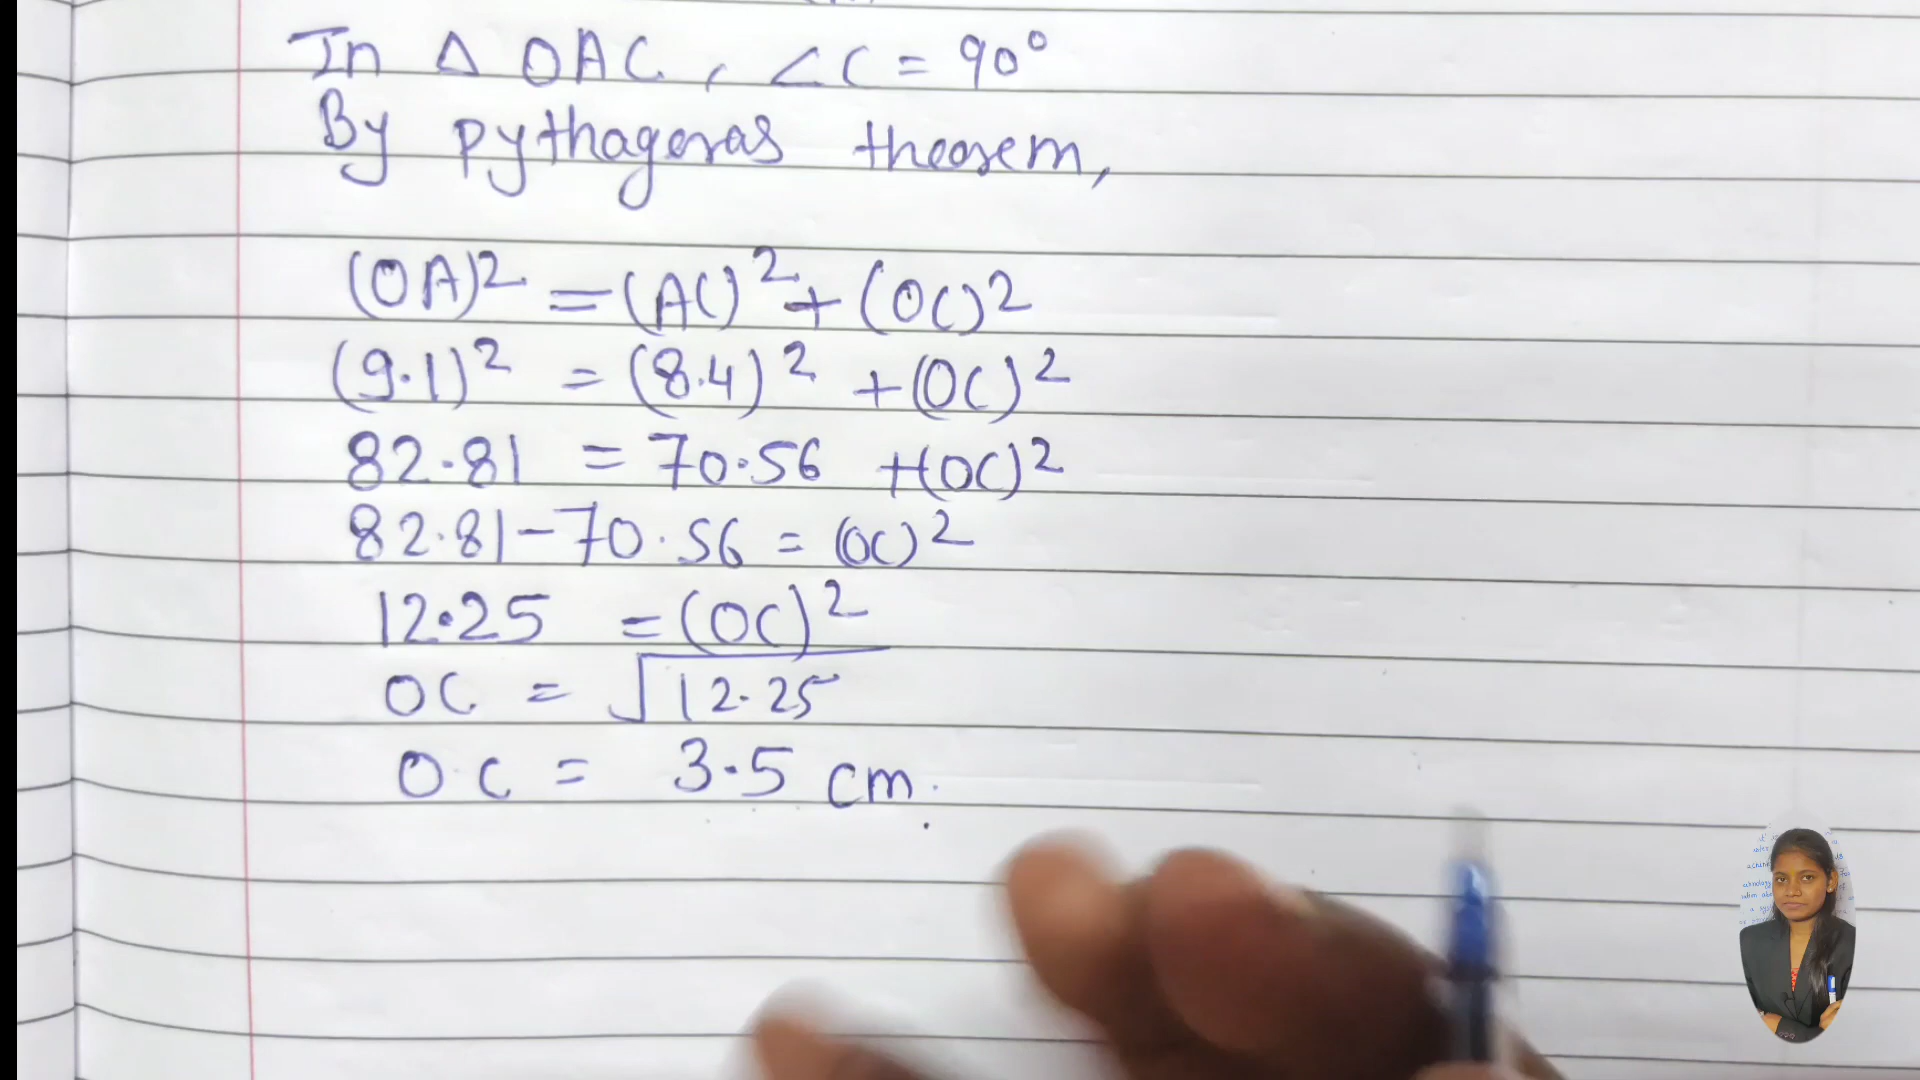 In Δ OAC, ∠C = 90°
By pythagoras theorem,
(OA)² = (AC)² + (OC)²
(9.1)² = (8.4)² + (OC)²
82.81 = 70.56 + (OC)²
82.81 - 70.56 = (OC)²
12.25 = (OC)²
OC = √12.25
OC = 3.5 cm.